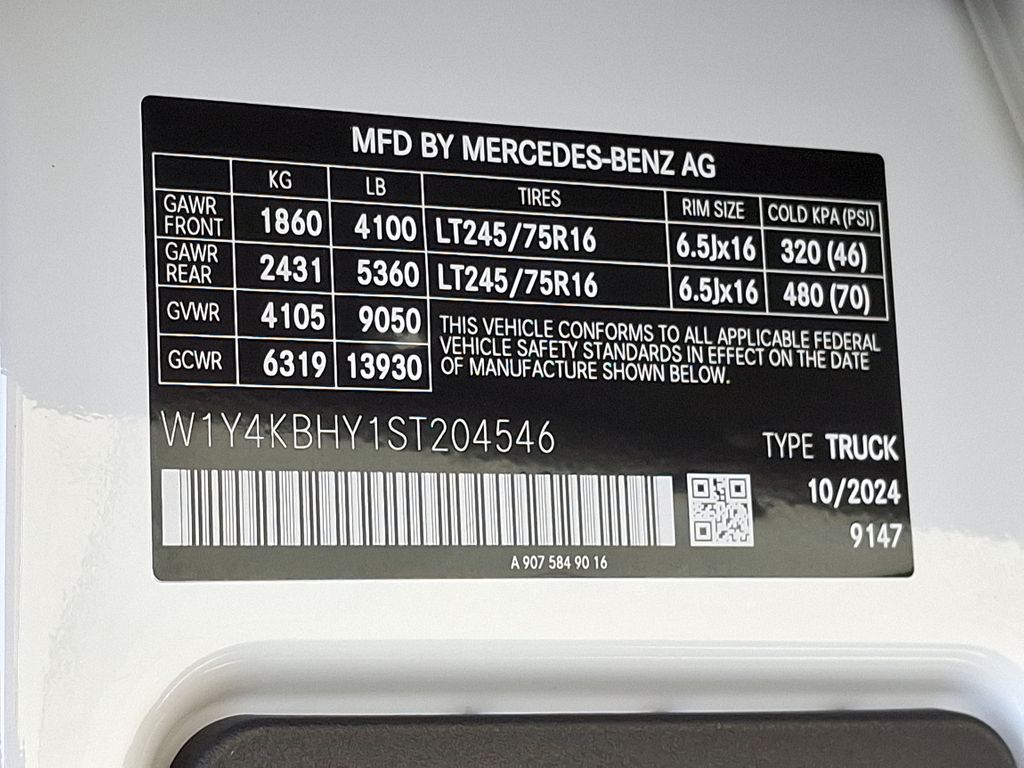 MFD BY MERCEDES-BENZ AG
KG LB TIRES RIM SIZE COLD KPA (PSI)
GAWR FRONT 1860 4100 LT245/75R16 6.5Jx16 320 (46)
GAWR REAR 2431 5360 LT245/75R16 6.5Jx16 480 (70)
GVWR 4105 9050
GCWR 6319 13930
THIS VEHICLE CONFORMS TO ALL APPLICABLE FEDERAL
VEHICLE SAFETY STANDARDS IN EFFECT ON THE DATE
OF MANUFACTURE SHOWN BELOW.
W1Y4KBHY1ST204546
TYPE TRUCK
10/2024
9147
A 907 584 90 16